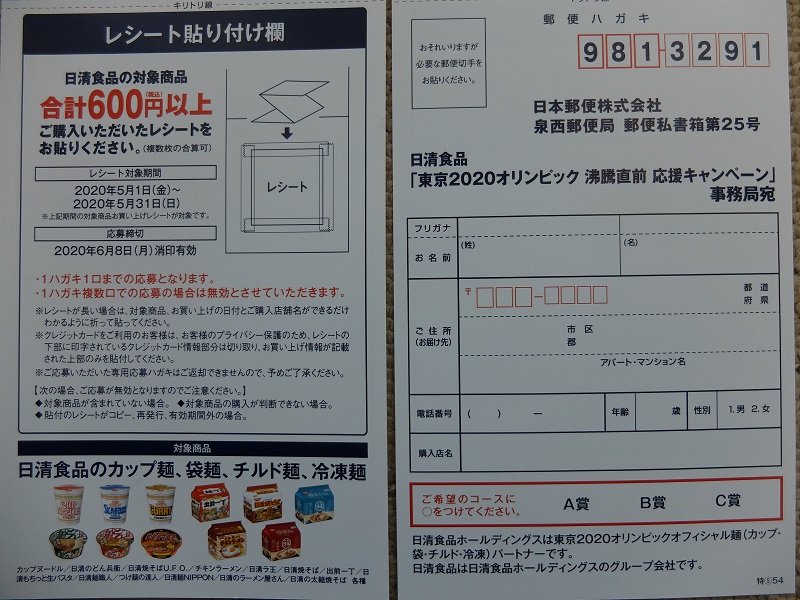 キリトリ線
レシート貼り付け欄
日清食品の対象商品
合計600円(税込)以上
ご購入いただいたレシートを
お貼りください。(複数枚の合算可)
レシート対象期間
2020年5月1日(金)～
2020年5月31日(日)
※上記期間の対象商品お買い上げレシートが対象です。
応募締切
2020年6月8日(月)消印有効
レシート
・1ハガキ1口までの応募となります。
・1ハガキ複数口での応募の場合は無効とさせていただきます。
※レシートが長い場合は、対象商品、お買い上げの日付とご購入店舗名ができるだけ
わかるように折って貼ってください。
※クレジットカードをご利用のお客様は、お客様のプライバシー保護のため、レシートの
下部に印字されているクレジットカード情報部分は切り取り、お買い上げ情報が記載
された上部のみを貼付してください。
※ご応募いただいた専用応募ハガキはご返却できませんので、予めご了承ください。
【次の場合、ご応募が無効となりますのでご注意ください。】
◆対象商品が含まれていない場合。 ◆対象商品の購入が判断できない場合。
◆貼付のレシートがコピー、再発行、有効期間外の場合。
対象商品
日清食品のカップ麺、袋麺、チルド麺、冷凍麺
カップヌードル／日清のどん兵衛／日清焼そばU.F.O.／チキンラーメン／日清ラ王／日清焼そば／出前一丁／日
清もちっと生パスタ／日清麺職人／つけ麺の達人／日清麺NIPPON／日清のラーメン屋さん／日清の太麺焼そば 各種
キリトリ線
郵便ハガキ
おそれいりますが
必要な郵便切手を
お貼りください。
981-3291
日本郵便株式会社
泉西郵便局 郵便私書箱第25号
日清食品
「東京2020オリンピック 沸騰直前 応援キャンペーン」
事務局宛
フリガナ
お名前 (姓) (名)
〒 都道
府県
ご住所
(お届け先)
市区
郡
アパート・マンション名
電話番号 ( ) ― 年齢 歳 性別 1.男 2.女
購入店名
ご希望のコースに
○をつけてください。
A賞 B賞 C賞
日清食品ホールディングスは東京2020オリンピックオフィシャル麺(カップ・
袋・チルド・冷凍)パートナーです。
日清食品は日清食品ホールディングスのグループ会社です。
特⑤54